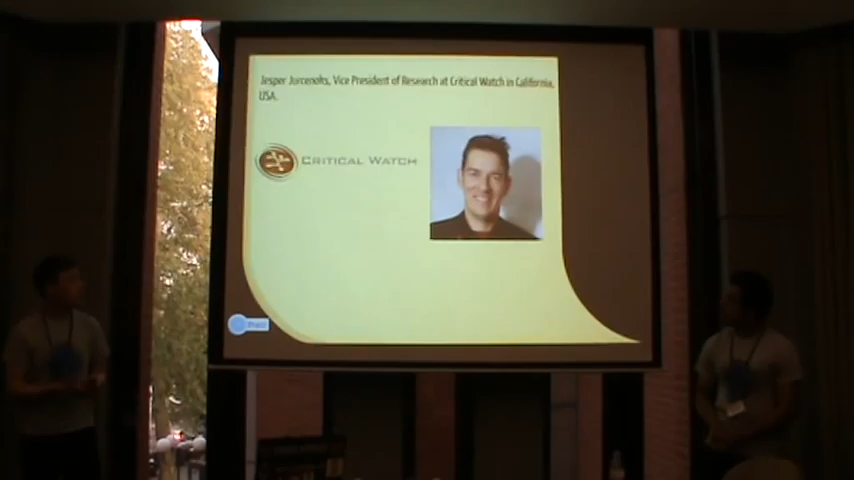 Jesper Jurcenoks, Vice President of Research at Critical Watch in California,
USA.
CRITICAL WATCH